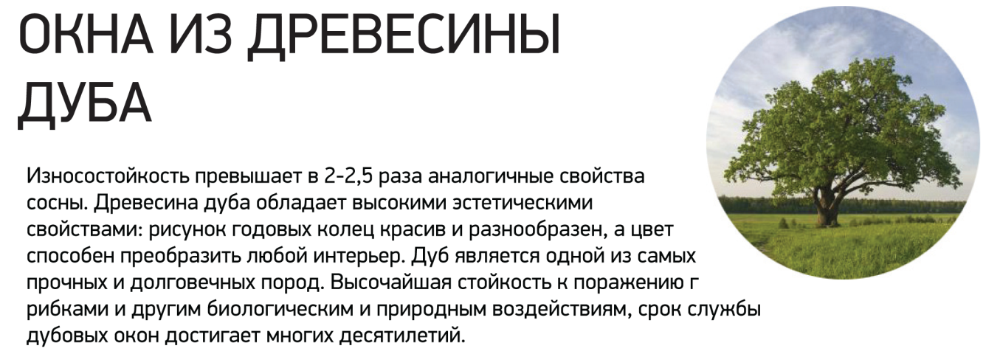 ОКНА ИЗ ДРЕВЕСИНЫ
ДУБА
Износостойкость превышает в 2-2,5 раза аналогичные свойства
сосны. Древесина дуба обладает высокими эстетическими
свойствами: рисунок годовых колец красив и разнообразен, а цвет
способен преобразить любой интерьер. Дуб является одной из самых
прочных и долговечных пород. Высочайшая стойкость к поражению г
рибками и другим биологическим и природным воздействиям, срок службы
дубовых окон достигает многих десятилетий.